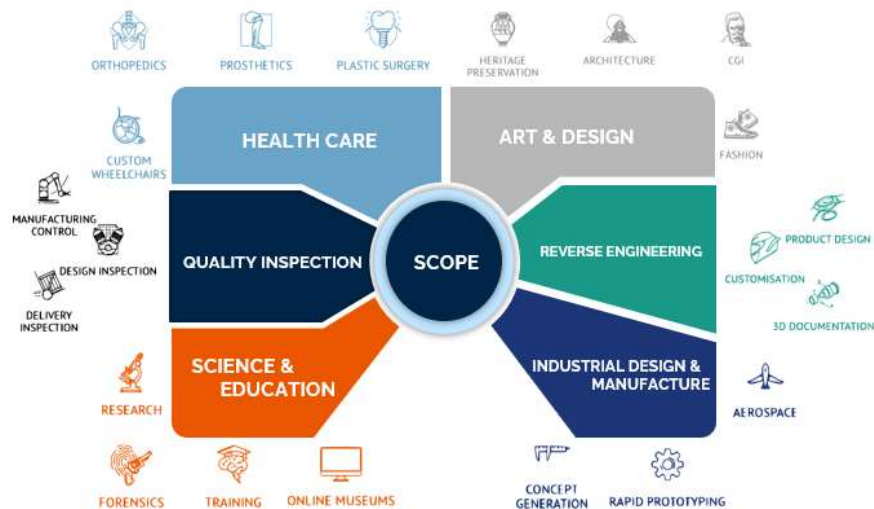 ORTHOPEDICS
PROSTHETICS
PLASTIC SURGERY
HERITAGE
PRESERVATION
ARCHITECTURE
CGI
HEALTH CARE
ART & DESIGN
CUSTOM
WHEELCHAIRS
FASHION
MANUFACTURING
CONTROL
DESIGN INSPECTION
DELIVERY
INSPECTION
QUALITY INSPECTION
SCOPE
REVERSE ENGINEERING
PRODUCT DESIGN
CUSTOMISATION
3D DOCUMENTATION
SCIENCE &
EDUCATION
INDUSTRIAL DESIGN &
MANUFACTURE
RESEARCH
AEROSPACE
FORENSICS
TRAINING
ONLINE MUSEUMS
CONCEPT
GENERATION
RAPID PROTOTYPING